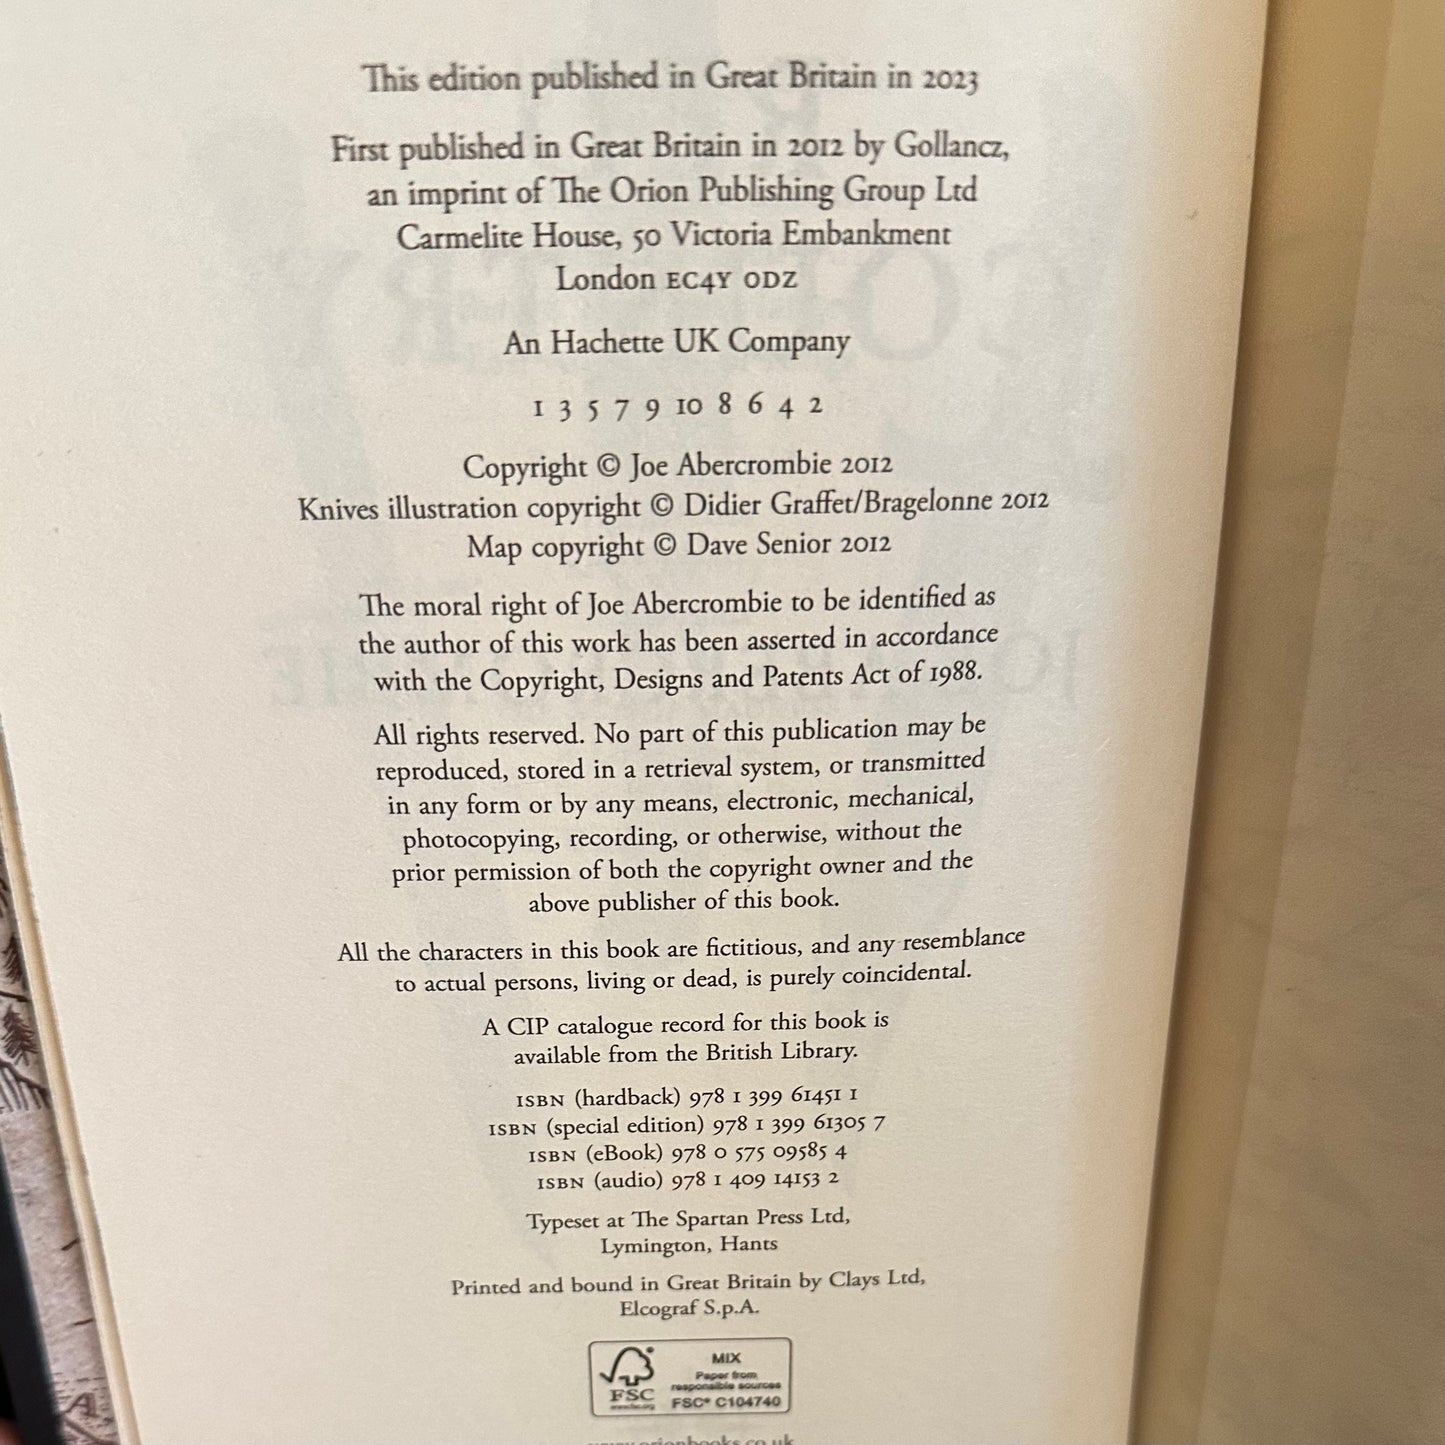 This edition published in Great Britain in 2023
First published in Great Britain in 2012 by Gollancz,
an imprint of The Orion Publishing Group Ltd
Carmelite House, 50 Victoria Embankment
London EC4Y 0DZ
An Hachette UK Company
1 3 5 7 9 10 8 6 4 2
Copyright © Joe Abercrombie 2012
Knives illustration copyright © Didier Graffet/Bragelonne 2012
Map copyright © Dave Senior 2012
The moral right of Joe Abercrombie to be identified as
the author of this work has been asserted in accordance
with the Copyright, Designs and Patents Act of 1988.
All rights reserved. No part of this publication may be
reproduced, stored in a retrieval system, or transmitted
in any form or by any means, electronic, mechanical,
photocopying, recording, or otherwise, without the
prior permission of both the copyright owner and the
above publisher of this book.
All the characters in this book are fictitious, and any resemblance
to actual persons, living or dead, is purely coincidental.
A CIP catalogue record for this book is
available from the British Library.
ISBN (hardback) 978 1 399 61451 1
ISBN (special edition) 978 1 399 61305 7
ISBN (eBook) 978 0 575 09585 4
ISBN (audio) 978 1 409 14153 2
Typeset at The Spartan Press Ltd,
Lymington, Hants
Printed and bound in Great Britain by Clays Ltd,
Elcograf S.p.A.
MIX
Paper from
responsible sources
FSC
FSC® C104740
www.orionbooks.co.uk